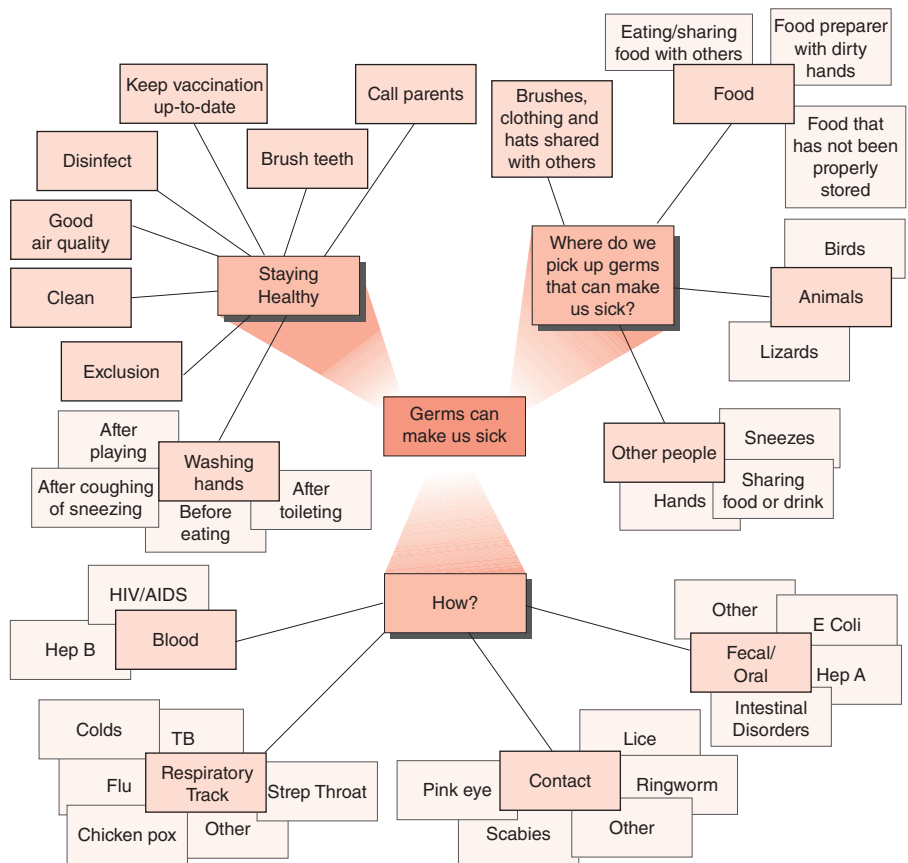 Keep vaccination
up-to-date
Call parents
Disinfect
Brush teeth
Good
air quality
Clean
Staying
Healthy
Exclusion
After
playing
Washing
hands
After coughing
of sneezing
Before
eating
After
toileting
Eating/sharing
food with others
Food preparer
with dirty
hands
Food
Brushes,
clothing and
hats shared
with others
Food that
has not been
properly
stored
Where do we
pick up germs
that can make
us sick?
Birds
Animals
Lizards
Other people
Sneezes
Hands
Sharing
food or drink
Germs can
make us sick
How?
HIV/AIDS
Blood
Hep B
Colds
TB
Flu
Respiratory
Track
Strep Throat
Chicken pox
Other
Lice
Pink eye
Contact
Ringworm
Scabies
Other
Other
E Coli
Fecal/
Oral
Hep A
Intestinal
Disorders